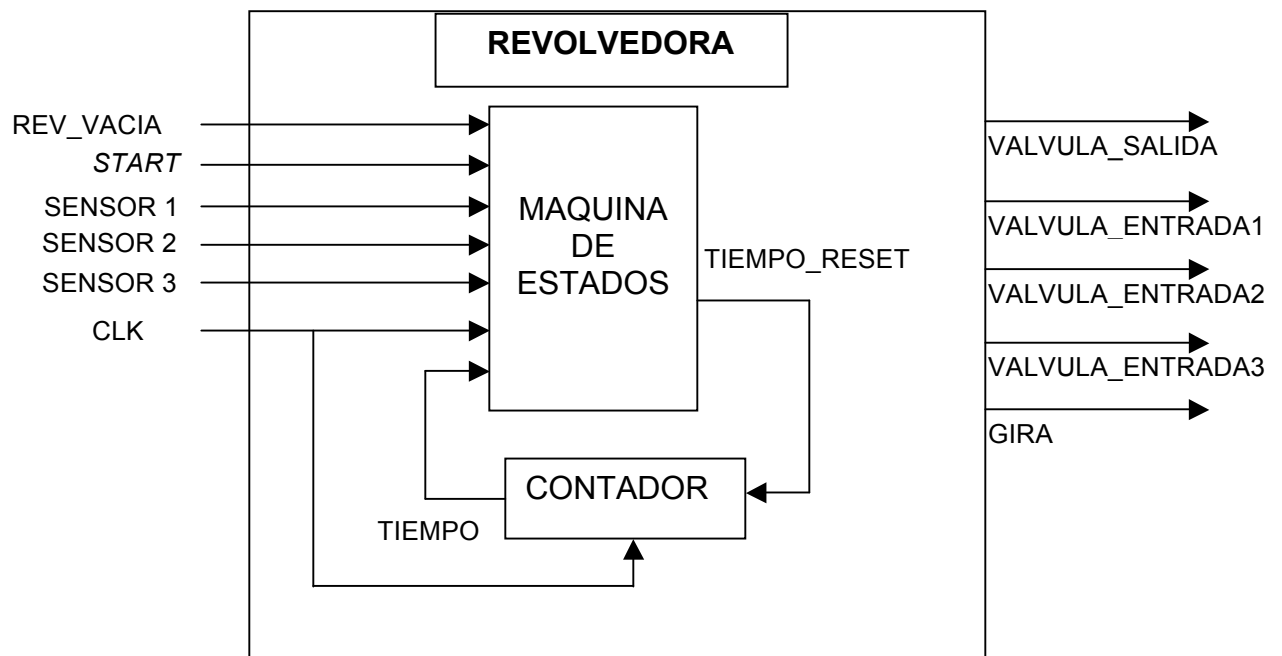 REVOLVEDORA
REV_VACIA
START
SENSOR 1
SENSOR 2
SENSOR 3
CLK
MAQUINA
DE
ESTADOS
TIEMPO_RESET
CONTADOR
TIEMPO
VALVULA_SALIDA
VALVULA_ENTRADA1
VALVULA_ENTRADA2
VALVULA_ENTRADA3
GIRA